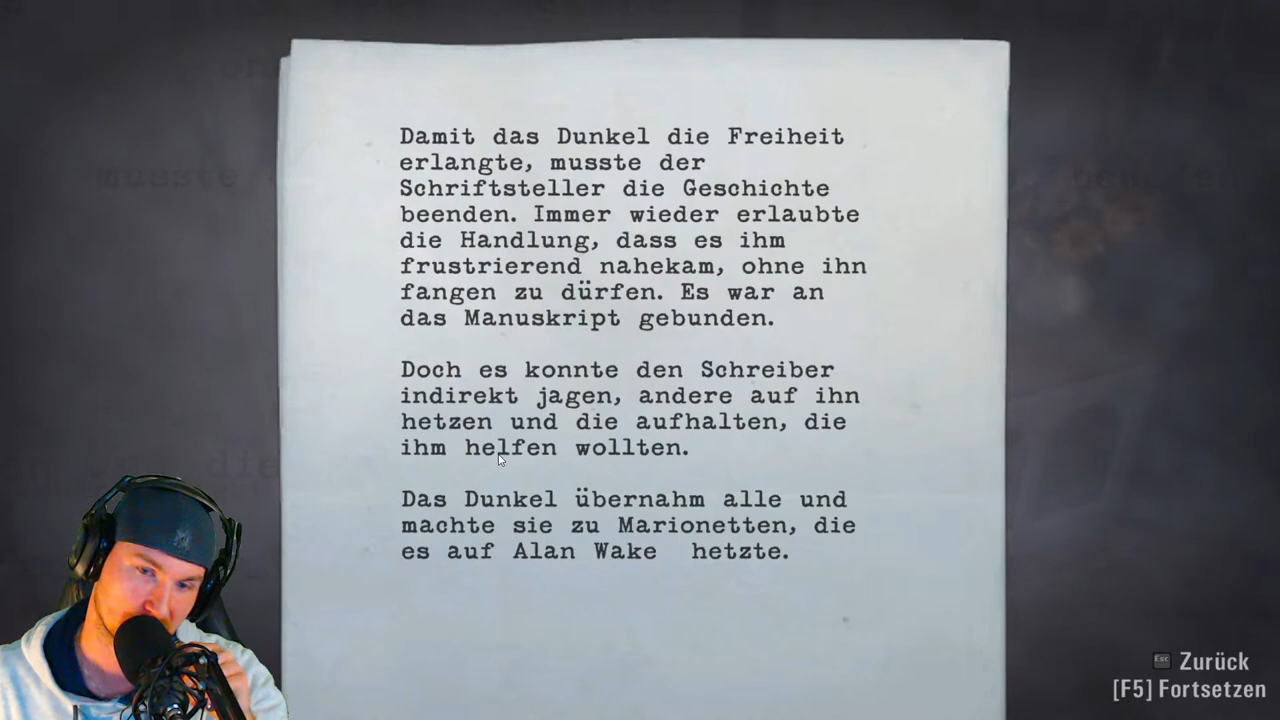 Damit das Dunkel die Freiheit
erlangte, musste der
Schriftsteller die Geschichte
beenden. Immer wieder erlaubte
die Handlung, dass es ihm
frustrierend nahekam, ohne ihn
fangen zu dürfen. Es war an
das Manuskript gebunden.
Doch es konnte den Schreiber
indirekt jagen, andere auf ihn
hetzen und die aufhalten, die
ihm helfen wollten.
Das Dunkel übernahm alle und
machte sie zu Marionetten, die
es auf Alan Wake  hetzte.
Esc Zurück
[F5] Fortsetzen